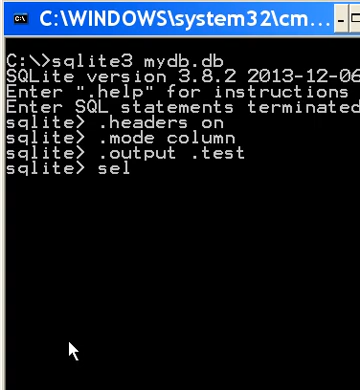 C:\WINDOWS\system32\cm...
C:\>sqlite3 mydb.db
SQLite version 3.8.2 2013-12-06
Enter ".help" for instructions
Enter SQL statements terminated
sqlite> .headers on
sqlite> .mode column
sqlite> .output .test
sqlite> sel